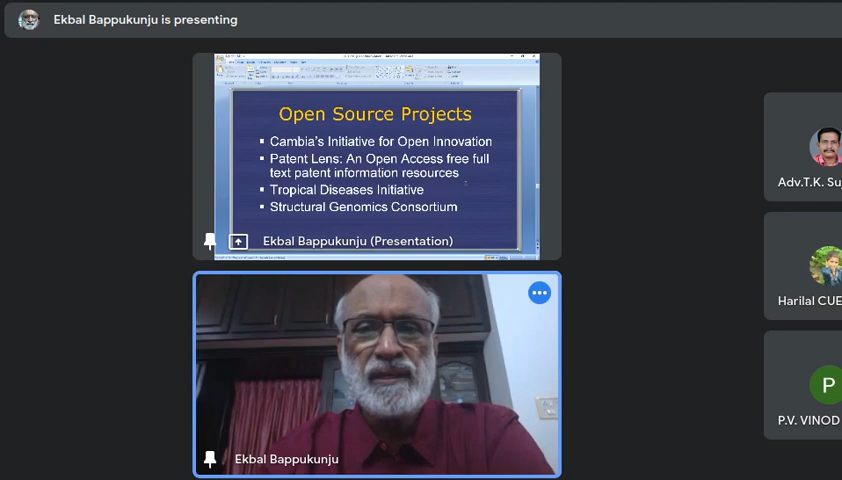 Ekbal Bappukunju is presenting
Open Source Projects
Cambia's Initiative for Open Innovation
Patent Lens: An Open Access free full
text patent information resources
Tropical Diseases Initiative
Structural Genomics Consortium
Ekbal Bappukunju (Presentation)
Ekbal Bappukunju
Adv.T.K. Su
Harilal CUE
P
P.V. VINOD